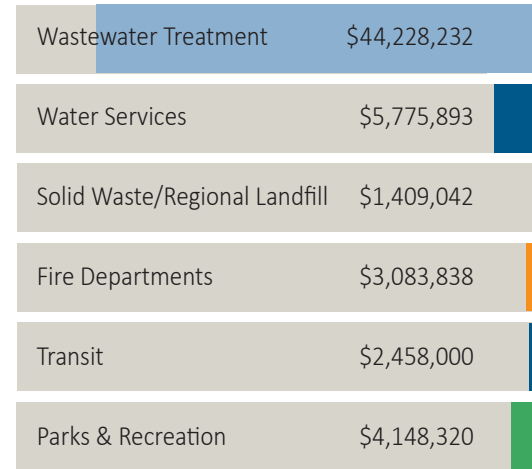 Wastewater Treatment $44,228,232
Water Services $5,775,893
Solid Waste/Regional Landfill $1,409,042
Fire Departments $3,083,838
Transit $2,458,000
Parks & Recreation $4,148,320